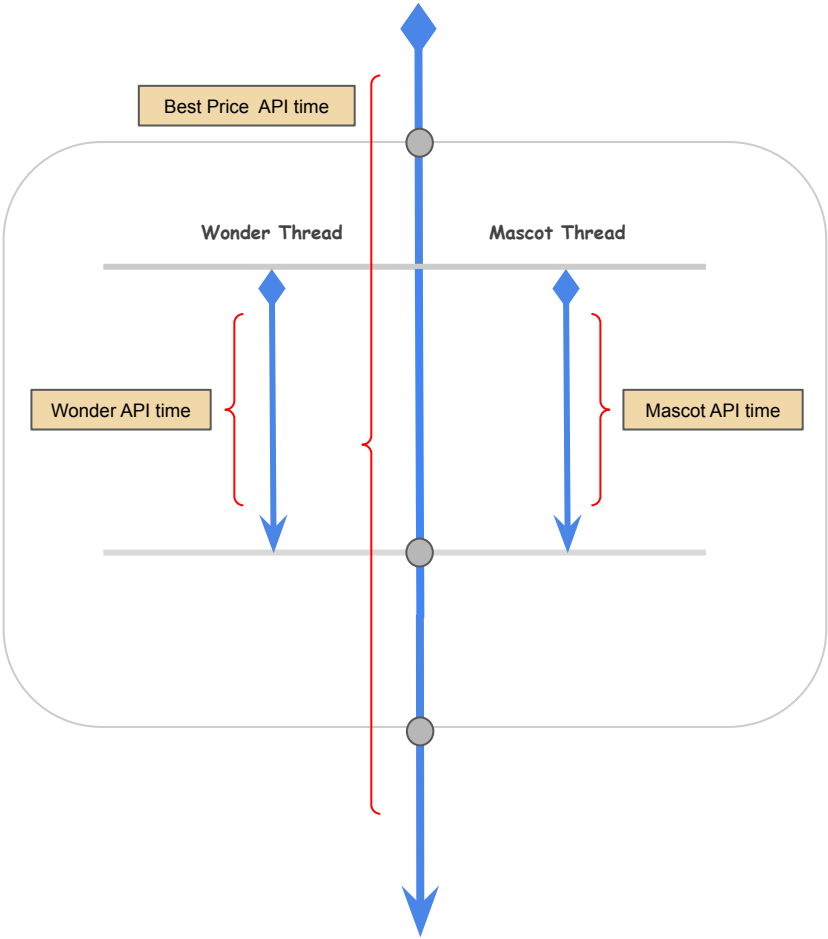 Best Price  API time
Wonder Thread
Mascot Thread
Wonder API time
Mascot API time